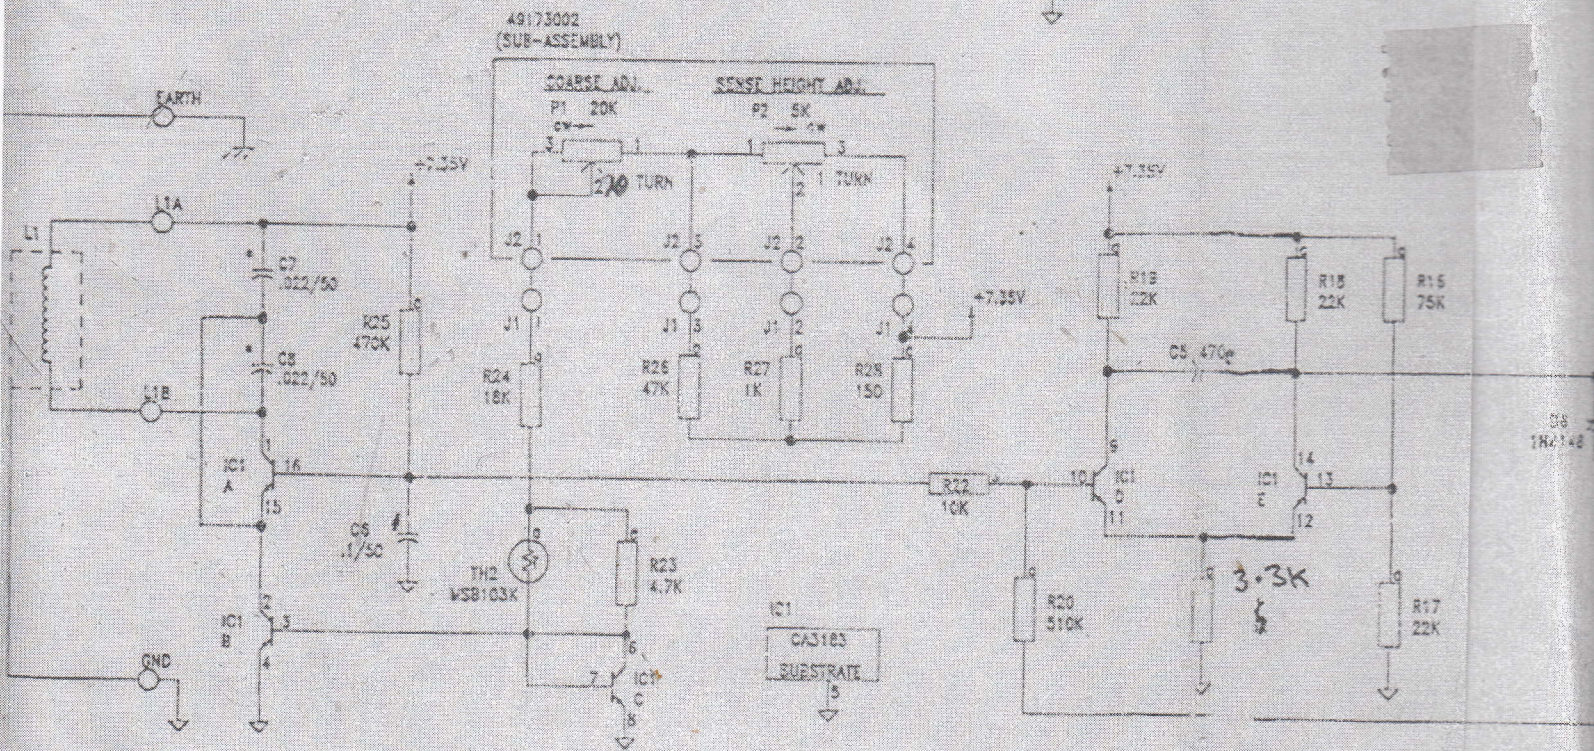 A9173002
(SUB-ASSEMBLY)
COARSE ADJ.
SENSE HEIGHT ADJ.
P1 20K
P2 5K
CW
CW
3
1
1
3
2
TURN
2
1 TURN
EARTH
+7.35V
+7.35V
L1A
L1
J2 1
J2 3
J2 2
J2 4
C7
.022/50
+7.35V
R19
22K
R18
22K
R16
75K
J1 1
J1 3
J1 2
J1 4
R25
470K
C8
.022/50
R24
18K
R26
47K
R27
1K
R28
150
C5 470p
L1B
1
IC1
A
16
15
9
10
IC1
D
11
14
IC1
E
13
12
1N4148
R22
10K
C6
.1/50
TH2
WSB103K
R23
4.7K
3.3K
R20
510K
R17
22K
2
IC1
B
3
4
IC1
CA3183
SUBSTRATE
5
GND
6
7
IC1
C
8